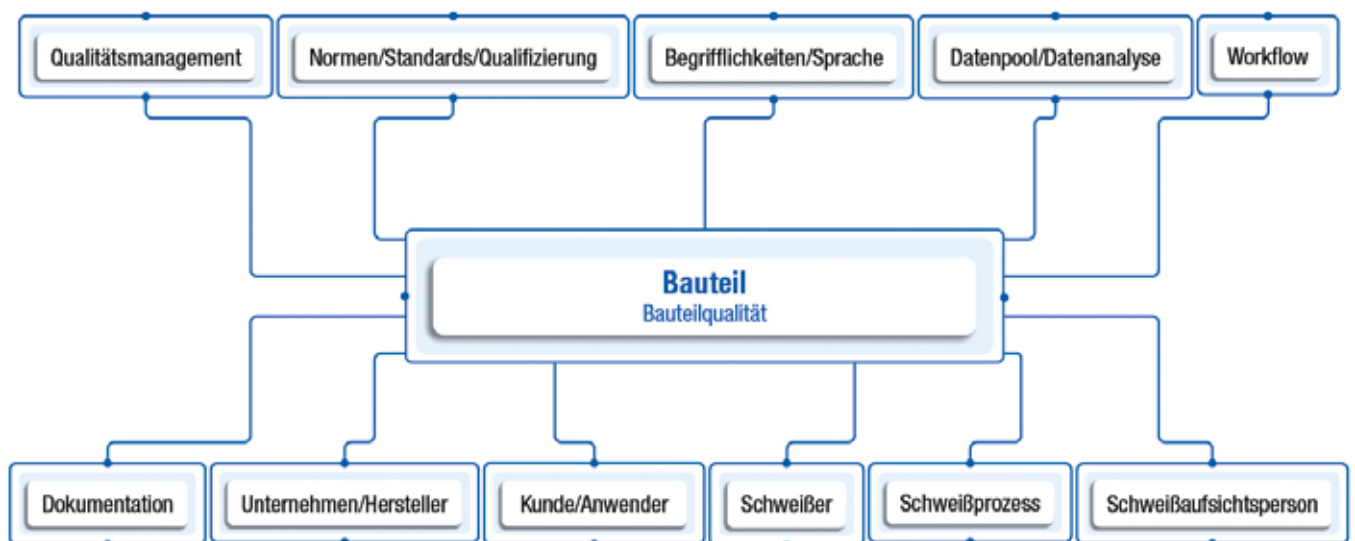 Qualitätsmanagement
Normen/Standards/Qualifizierung
Begrifflichkeiten/Sprache
Datenpool/Datenanalyse
Workflow
Bauteil
Bauteilqualität
Dokumentation
Unternehmen/Hersteller
Kunde/Anwender
Schweißer
Schweißprozess
Schweißaufsichtsperson